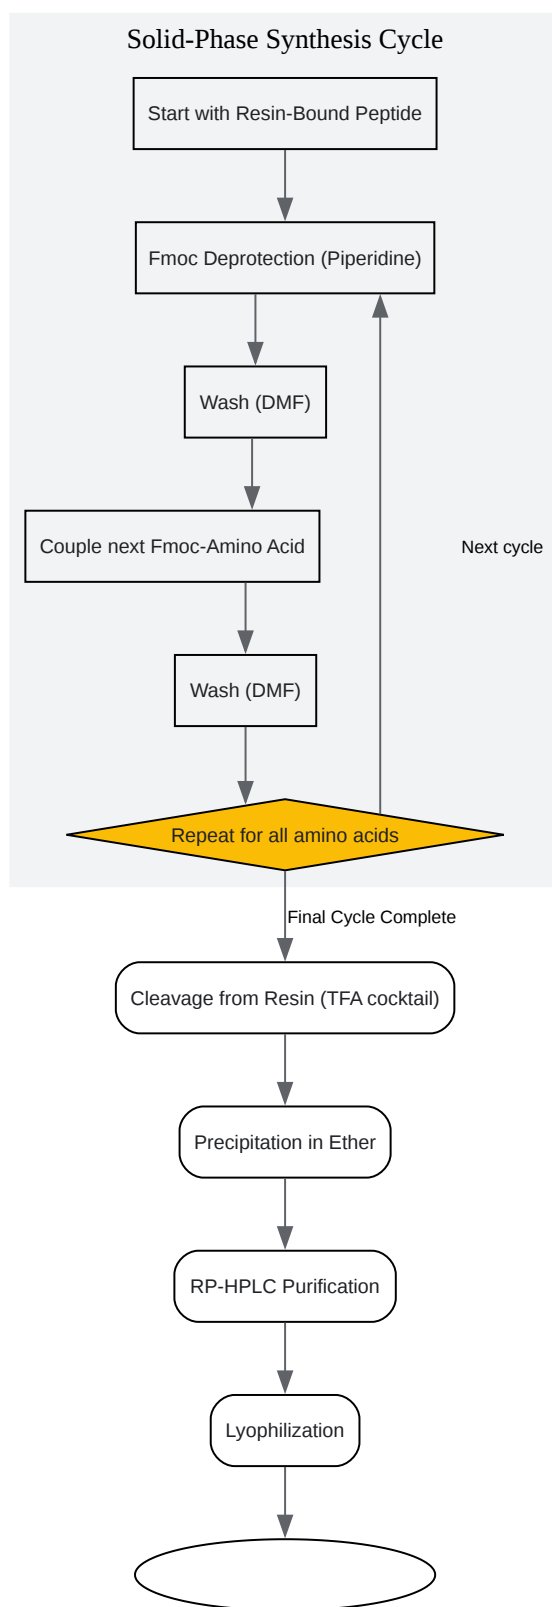 Solid-Phase Synthesis Cycle
Start with Resin-Bound Peptide
Fmoc Deprotection (Piperidine)
Wash (DMF)
Couple next Fmoc-Amino Acid
Next cycle
Wash (DMF)
Repeat for all amino acids
Final Cycle Complete
Cleavage from Resin (TFA cocktail)
Precipitation in Ether
RP-HPLC Purification
Lyophilization